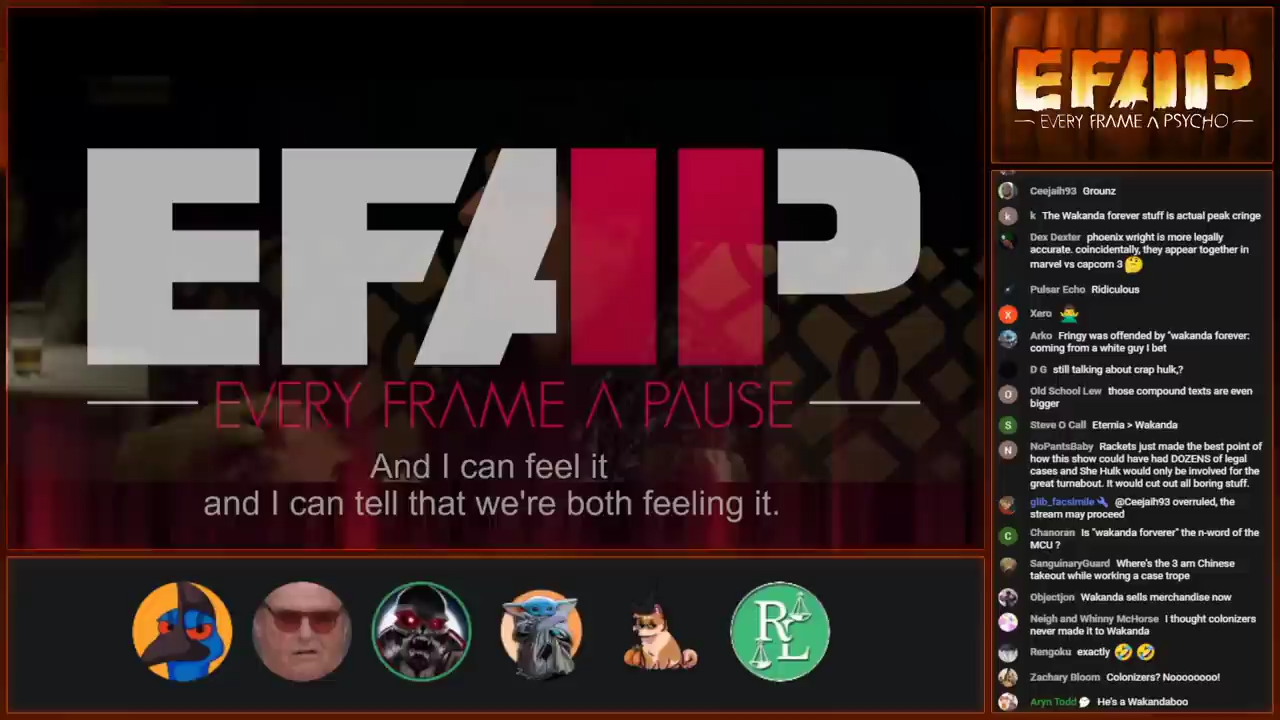 EFAP
EVERY FRAME A PAUSE
And I can feel it
and I can tell that we're both feeling it.
RL
EFAP
EVERY FRAME A PSYCHO
Ceejaih93 Grounz
k The Wakanda forever stuff is actual peak cringe
Dex Dexter phoenix wright is more legally
accurate. coincidentally, they appear together in
marvel vs capcom 3 🤔
Pulsar Echo Ridiculous
Xero 🙅‍♂️
Arko Fringy was offended by "wakanda forever:
coming from a white guy I bet
D G still talking about crap hulk,?
Old School Lew those compound texts are even
bigger
Steve O Call Eternia > Wakanda
NoPantsBaby Rackets just made the best point of
how this show could have had DOZENS of legal
cases and She Hulk would only be involved for the
great turnabout. It would cut out all boring stuff.
glib_facsimile 🔧 @Ceejaih93 overruled, the
stream may proceed
Chanoran Is "wakanda forverer" the n-word of the
MCU ?
SanguinaryGuard Where's the 3 am Chinese
takeout while working a case trope
Objectjon Wakanda sells merchandise now
Neigh and Whinny McHorse I thought colonizers
never made it to Wakanda
Rengoku exactly 🤣 🤣
Zachary Bloom Colonizers? Noooooooo!
Aryn Todd He's a Wakandaboo